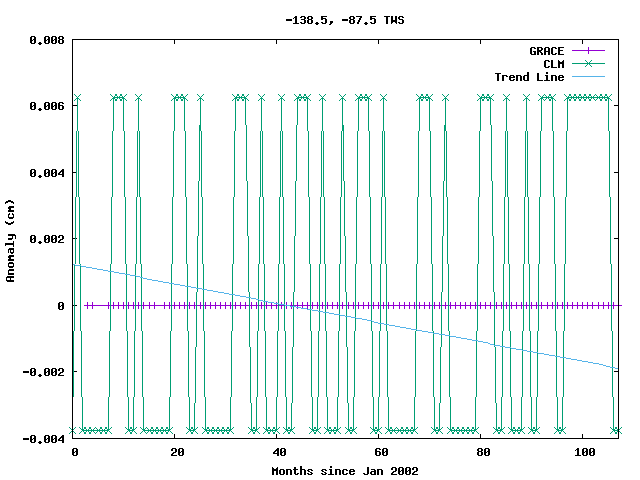 -138.5, -87.5 TWS
GRACE
CLM
Trend Line
0.008
0.006
0.004
0.002
0
-0.002
-0.004
Anomaly (cm)
0 20 40 60 80 100
Months since Jan 2002